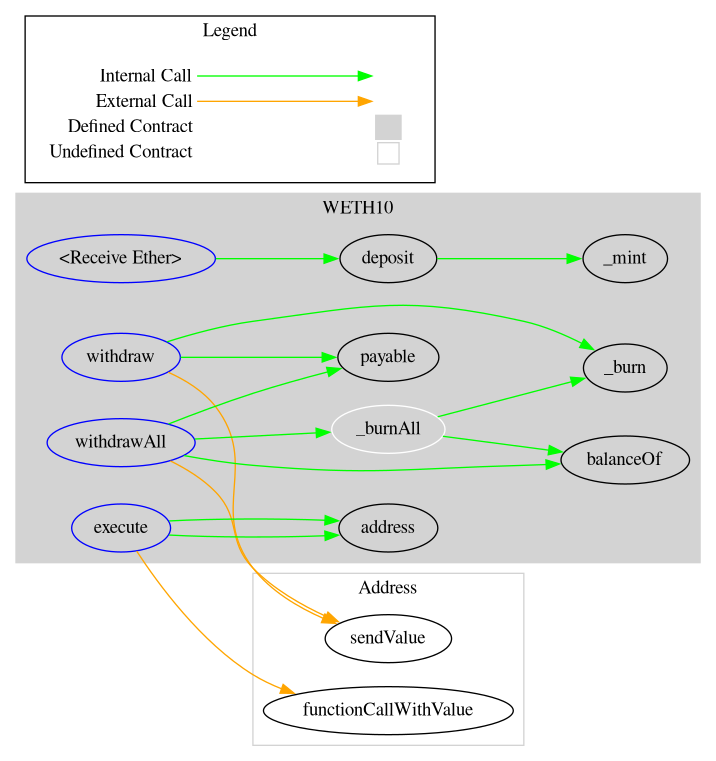 Legend
Internal Call
External Call
Defined Contract
Undefined Contract
WETH10
<Receive Ether>
deposit
_mint
withdraw
payable
_burn
withdrawAll
_burnAll
balanceOf
execute
address
Address
sendValue
functionCallWithValue